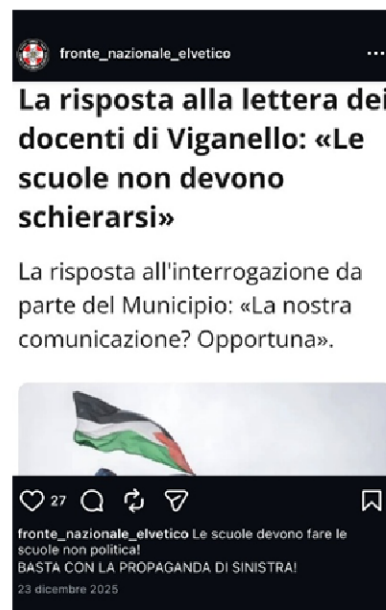 fronte_nazionale_elvetico
La risposta alla lettera dei
docenti di Viganello: «Le
scuole non devono
schierarsi»
La risposta all'interrogazione da
parte del Municipio: «La nostra
comunicazione? Opportuna».
27
fronte_nazionale_elvetico Le scuole devono fare le
scuole non politica!
BASTA CON LA PROPAGANDA DI SINISTRA!
23 dicembre 2025